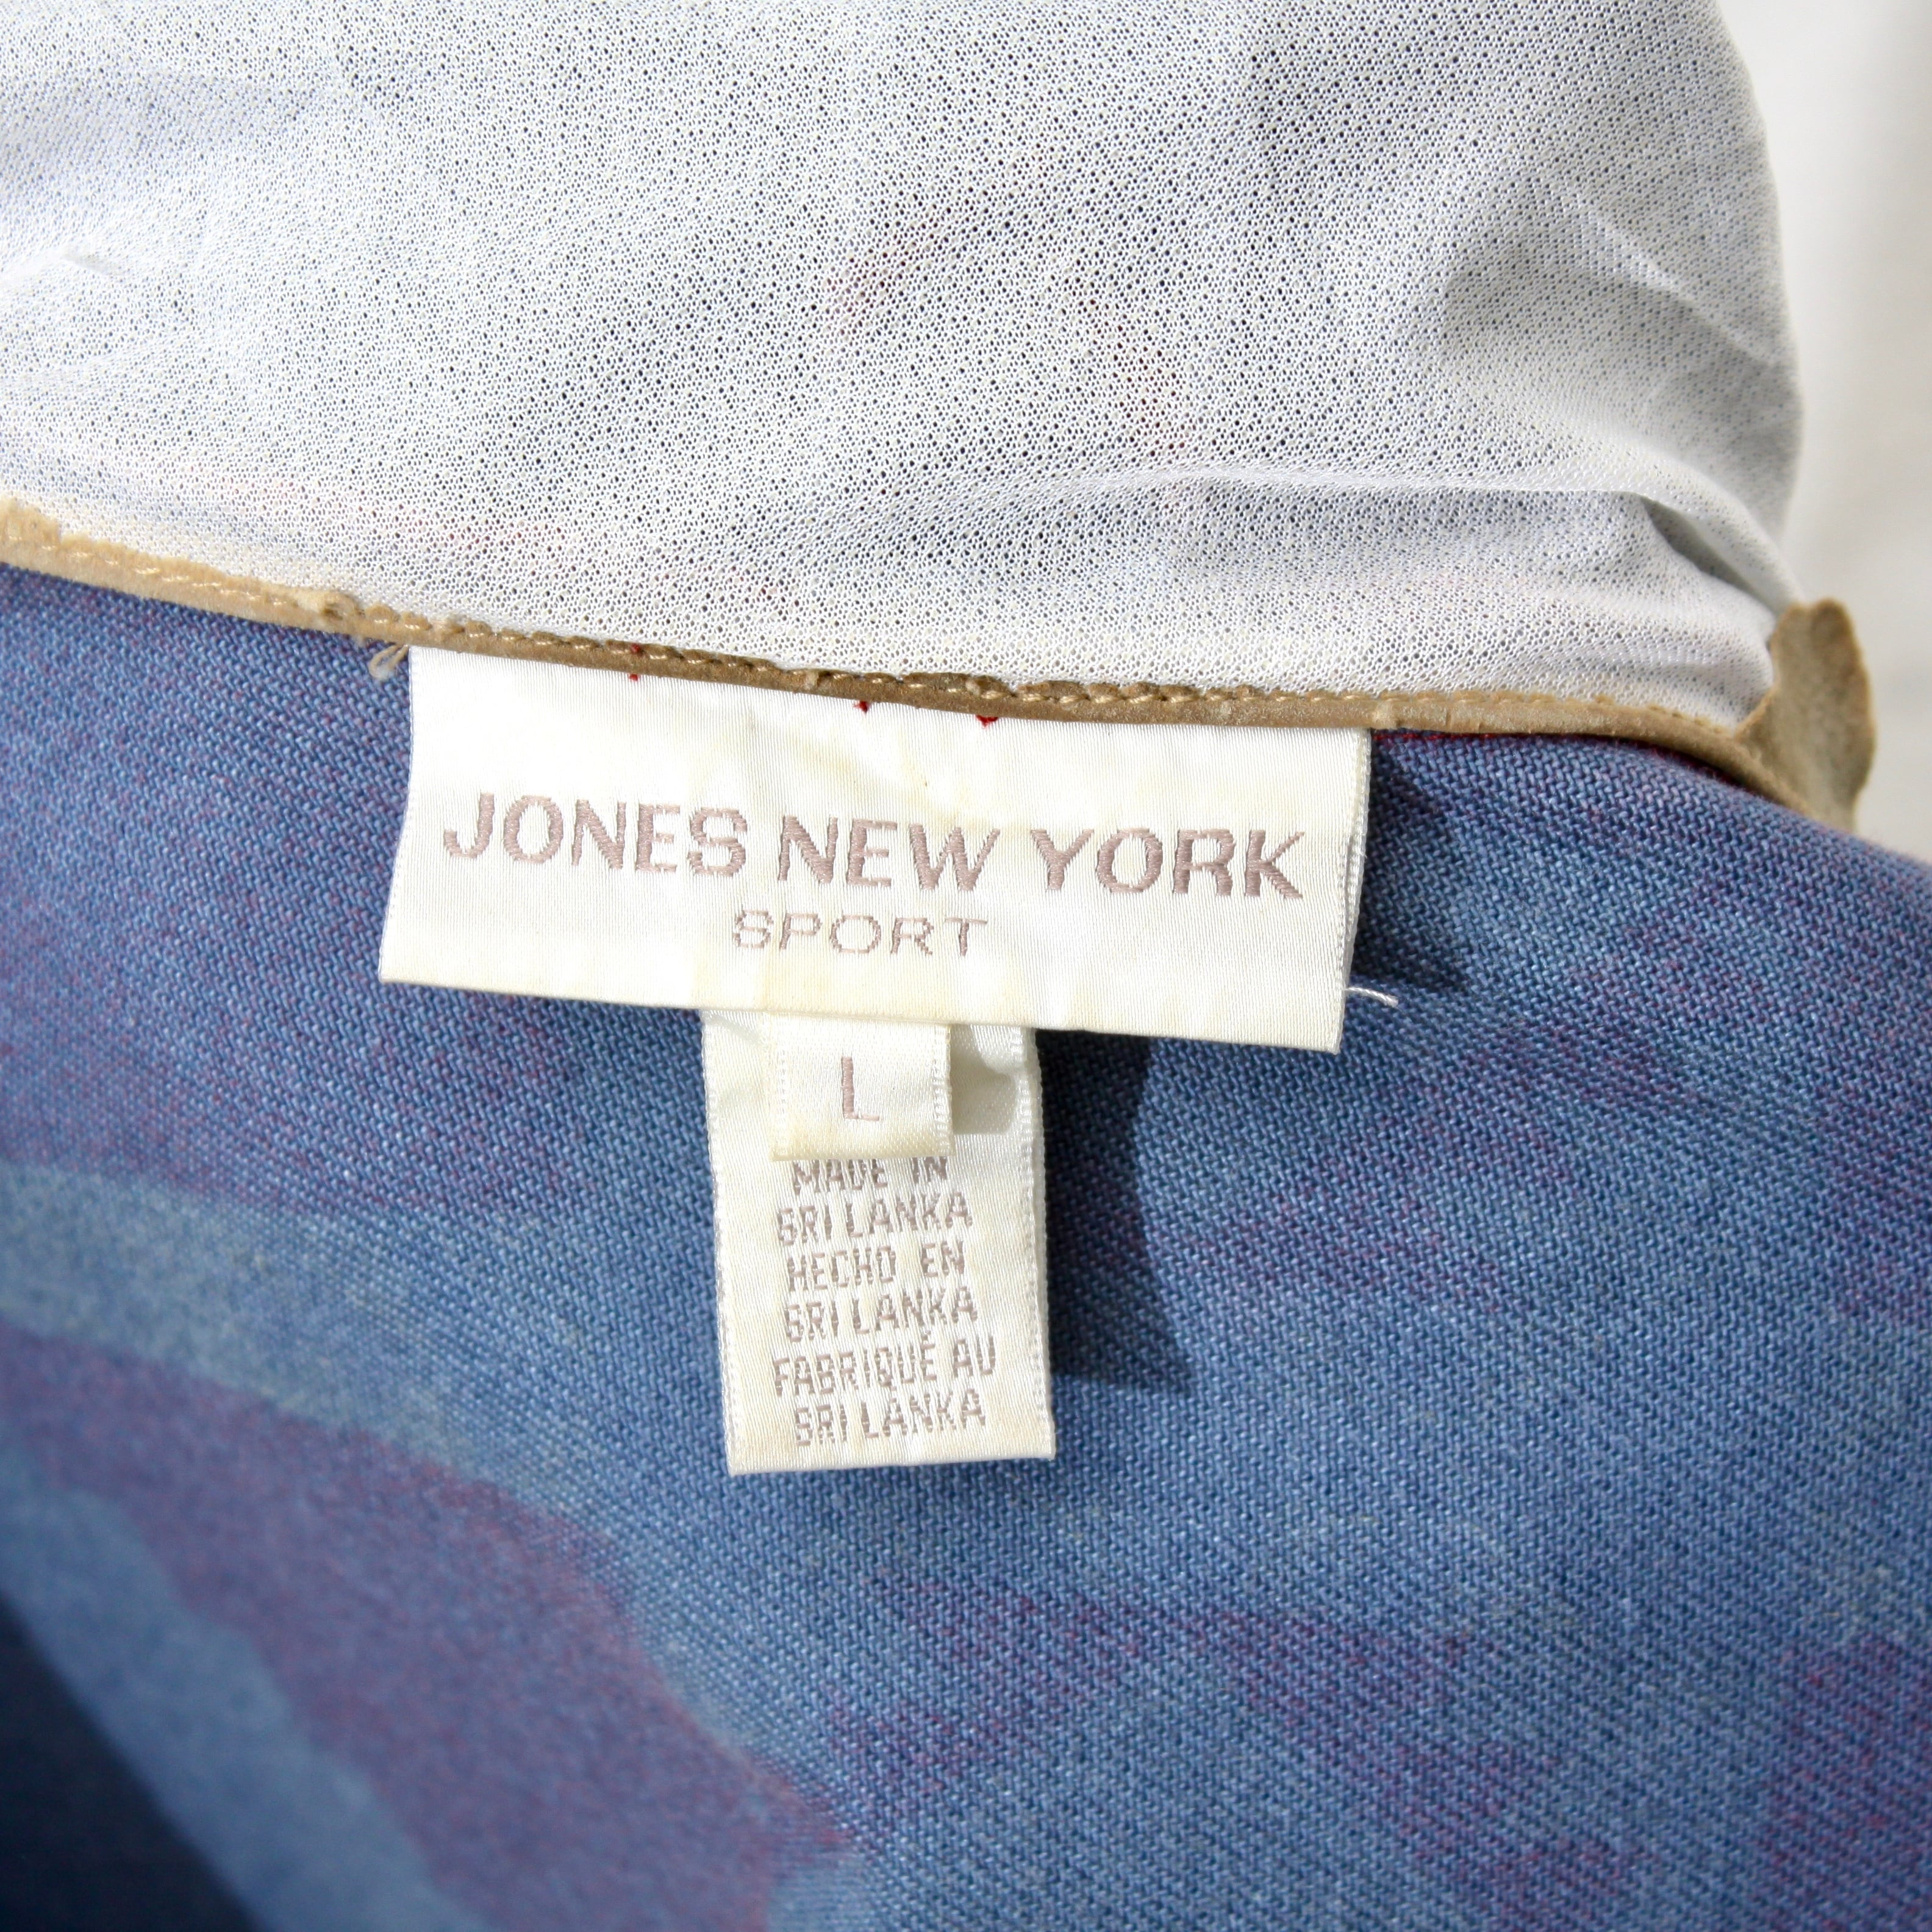 JONES NEW YORK
SPORT
L
MADE IN
SRI LANKA
HECHO EN
SRI LANKA
FABRIQUÉ AU
SRI LANKA